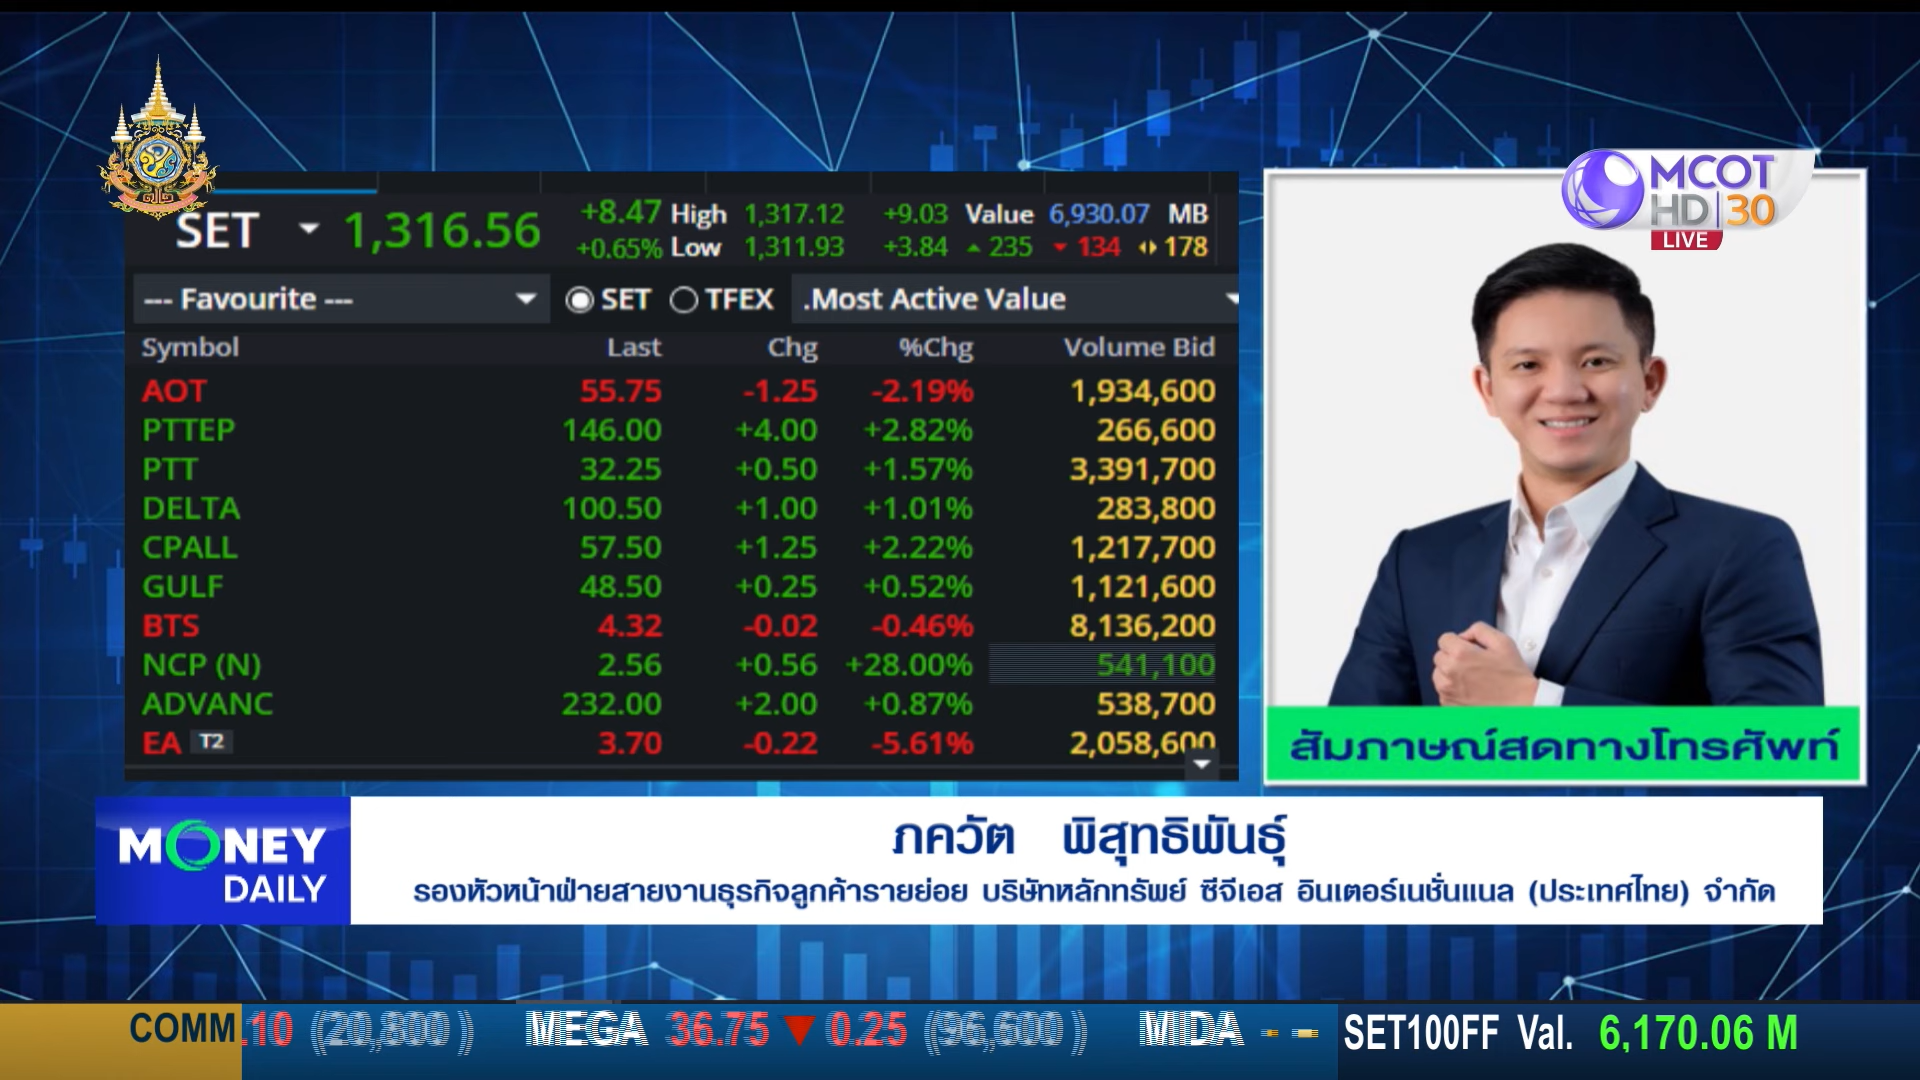 MCOT
HD 30
LIVE
SET 1,316.56 +8.47 High 1,317.12 +9.03 Value 6,930.07 MB
+0.65% Low 1,311.93 +3.84 235 134 178
--- Favourite --- SET TFEX .Most Active Value
Symbol Last Chg %Chg Volume Bid
AOT 55.75 -1.25 -2.19% 1,934,600
PTTEP 146.00 +4.00 +2.82% 266,600
PTT 32.25 +0.50 +1.57% 3,391,700
DELTA 100.50 +1.00 +1.01% 283,800
CPALL 57.50 +1.25 +2.22% 1,217,700
GULF 48.50 +0.25 +0.52% 1,121,600
BTS 4.32 -0.02 -0.46% 8,136,200
NCP (N) 2.56 +0.56 +28.00% 541,100
ADVANC 232.00 +2.00 +0.87% 538,700
EA T2 3.70 -0.22 -5.61% 2,058,600
สัมภาษณ์สดทางโทรศัพท์
MONEY
DAILY
ภควัต พิสุทธิพันธุ์
รองหัวหน้าฝ่ายสายงานธุรกิจลูกค้ารายย่อย บริษัทหลักทรัพย์ ซีจีเอส อินเตอร์เนชั่นแนล (ประเทศไทย) จำกัด
COMM .10 (20,800) MEGA 36.75 ▼ 0.25 (96,600) MIDA - - SET100FF Val. 6,170.06 M